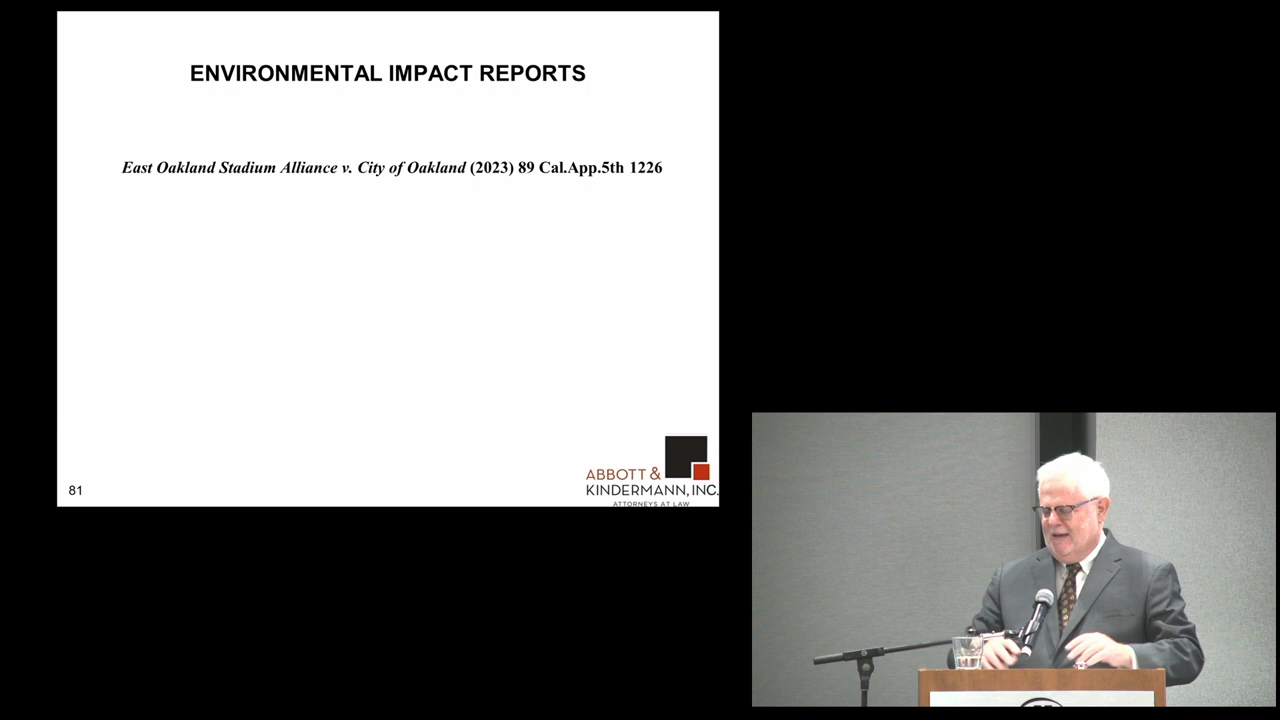 ENVIRONMENTAL IMPACT REPORTS
East Oakland Stadium Alliance v. City of Oakland (2023) 89 Cal.App.5th 1226
ABBOTT &
KINDERMANN, INC.
ATTORNEYS AT LAW
81